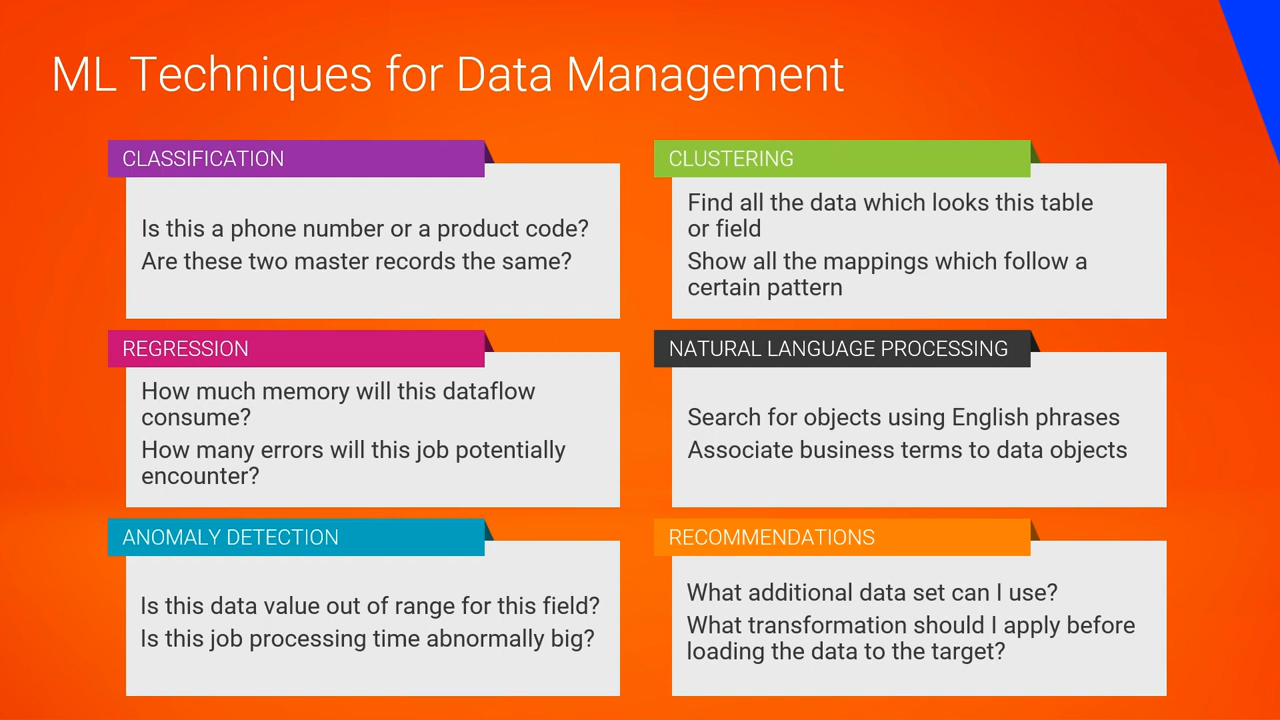 ML Techniques for Data Management
CLASSIFICATION
Is this a phone number or a product code?
Are these two master records the same?
CLUSTERING
Find all the data which looks this table
or field
Show all the mappings which follow a
certain pattern
REGRESSION
How much memory will this dataflow
consume?
How many errors will this job potentially
encounter?
NATURAL LANGUAGE PROCESSING
Search for objects using English phrases
Associate business terms to data objects
ANOMALY DETECTION
Is this data value out of range for this field?
Is this job processing time abnormally big?
RECOMMENDATIONS
What additional data set can I use?
What transformation should I apply before
loading the data to the target?